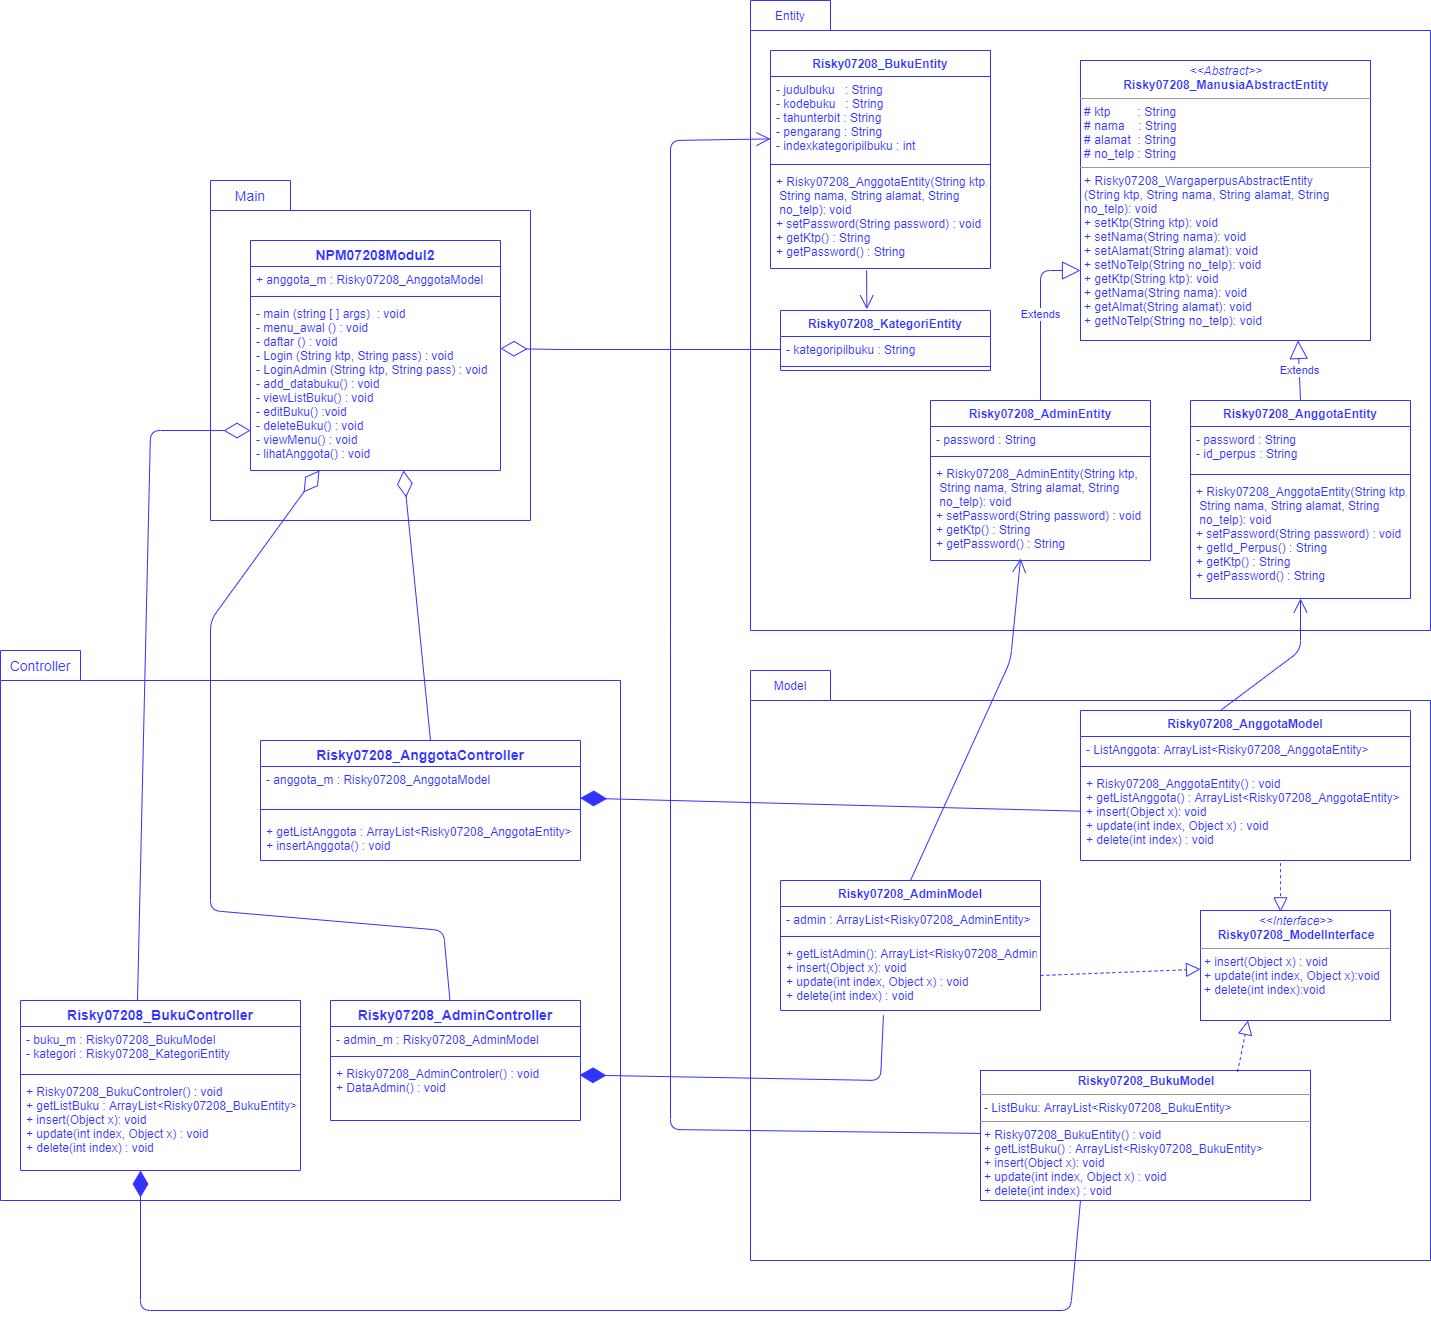 Entity
Risky07208_BukuEntity
- judulbuku : String
- kodebuku : String
- tahunterbit : String
- pengarang : String
- indexkategoripilbuku : int
+ Risky07208_AnggotaEntity(String ktp,
String nama, String alamat, String
no_telp): void
+ setPassword(String password) : void
+ getKtp() : String
+ getPassword() : String
<<Abstract>>
Risky07208_ManusiaAbstractEntity
# ktp : String
# nama : String
# alamat : String
# no_telp : String
+ Risky07208_WargaperpusAbstractEntity
(String ktp, String nama, String alamat, String
no_telp): void
+ setKtp(String ktp): void
+ setNama(String nama): void
+ setAlamat(String alamat): void
+ setNoTelp(String no_telp): void
+ getKtp(String ktp): void
+ getNama(String nama): void
+ getAlmat(String alamat): void
+ getNoTelp(String no_telp): void
Main
NPM07208Modul2
+ anggota_m : Risky07208_AnggotaModel
- main (string [ ] args) : void
- menu_awal () : void
- daftar () : void
- Login (String ktp, String pass) : void
- LoginAdmin (String ktp, String pass) : void
- add_databuku() : void
- viewListBuku() : void
- editBuku() :void
- deleteBuku() : void
- viewMenu() : void
- lihatAnggota() : void
Risky07208_KategoriEntity
- kategoripilbuku : String
Extends
Extends
Risky07208_AdminEntity
- password : String
+ Risky07208_AdminEntity(String ktp,
String nama, String alamat, String
no_telp): void
+ setPassword(String password) : void
+ getKtp() : String
+ getPassword() : String
Risky07208_AnggotaEntity
- password : String
- id_perpus : String
+ Risky07208_AnggotaEntity(String ktp,
String nama, String alamat, String
no_telp): void
+ setPassword(String password) : void
+ getId_Perpus() : String
+ getKtp() : String
+ getPassword() : String
Controller
Risky07208_AnggotaController
- anggota_m : Risky07208_AnggotaModel
+ getListAnggota : ArrayList<Risky07208_AnggotaEntity>
+ insertAnggota() : void
Risky07208_BukuController
- buku_m : Risky07208_BukuModel
- kategori : Risky07208_KategoriEntity
+ Risky07208_BukuControler() : void
+ getListBuku : ArrayList<Risky07208_BukuEntity>
+ insert(Object x): void
+ update(int index, Object x) : void
+ delete(int index) : void
Risky07208_AdminController
- admin_m : Risky07208_AdminModel
+ Risky07208_AdminControler() : void
+ DataAdmin() : void
Model
Risky07208_AnggotaModel
- ListAnggota: ArrayList<Risky07208_AnggotaEntity>
+ Risky07208_AnggotaEntity() : void
+ getListAnggota() : ArrayList<Risky07208_AnggotaEntity>
+ insert(Object x): void
+ update(int index, Object x) : void
+ delete(int index) : void
Risky07208_AdminModel
- admin : ArrayList<Risky07208_AdminEntity>
+ getListAdmin(): ArrayList<Risky07208_Admin
+ insert(Object x): void
+ update(int index, Object x) : void
+ delete(int index) : void
<<Interface>>
Risky07208_ModelInterface
+ insert(Object x) : void
+ update(int index, Object x):void
+ delete(int index):void
Risky07208_BukuModel
- ListBuku: ArrayList<Risky07208_BukuEntity>
+ Risky07208_BukuEntity() : void
+ getListBuku() : ArrayList<Risky07208_BukuEntity>
+ insert(Object x): void
+ update(int index, Object x) : void
+ delete(int index) : void